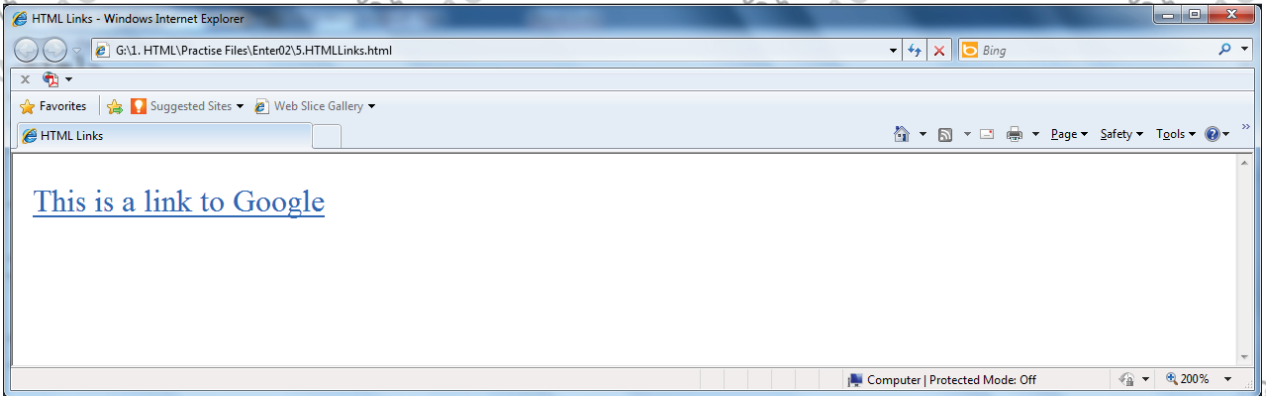 HTML Links - Windows Internet Explorer
G:\1. HTML\Practise Files\Enter02\5.HTMLLinks.html
Bing
Favorites Suggested Sites Web Slice Gallery
HTML Links Page Safety Tools
This is a link to Google
Computer | Protected Mode: Off 200%